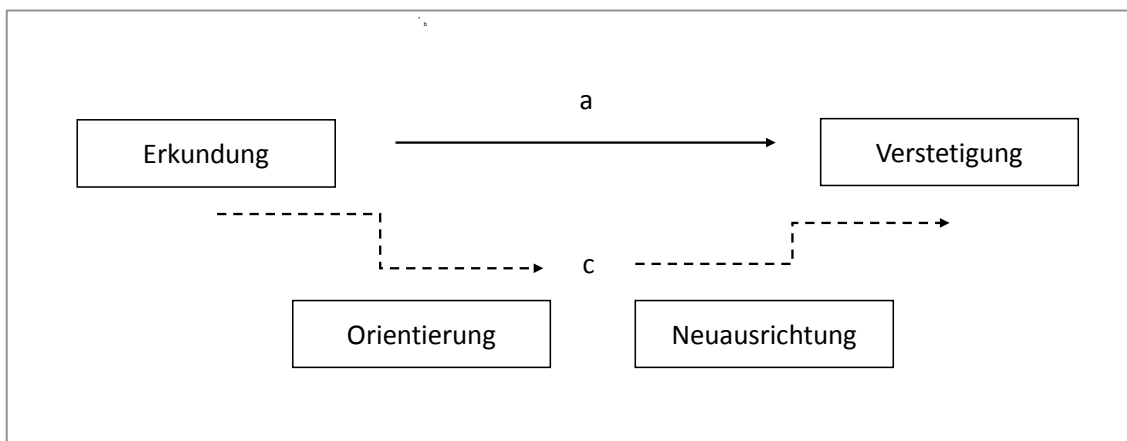 b
a
Erkundung
Verstetigung
c
Orientierung
Neuausrichtung